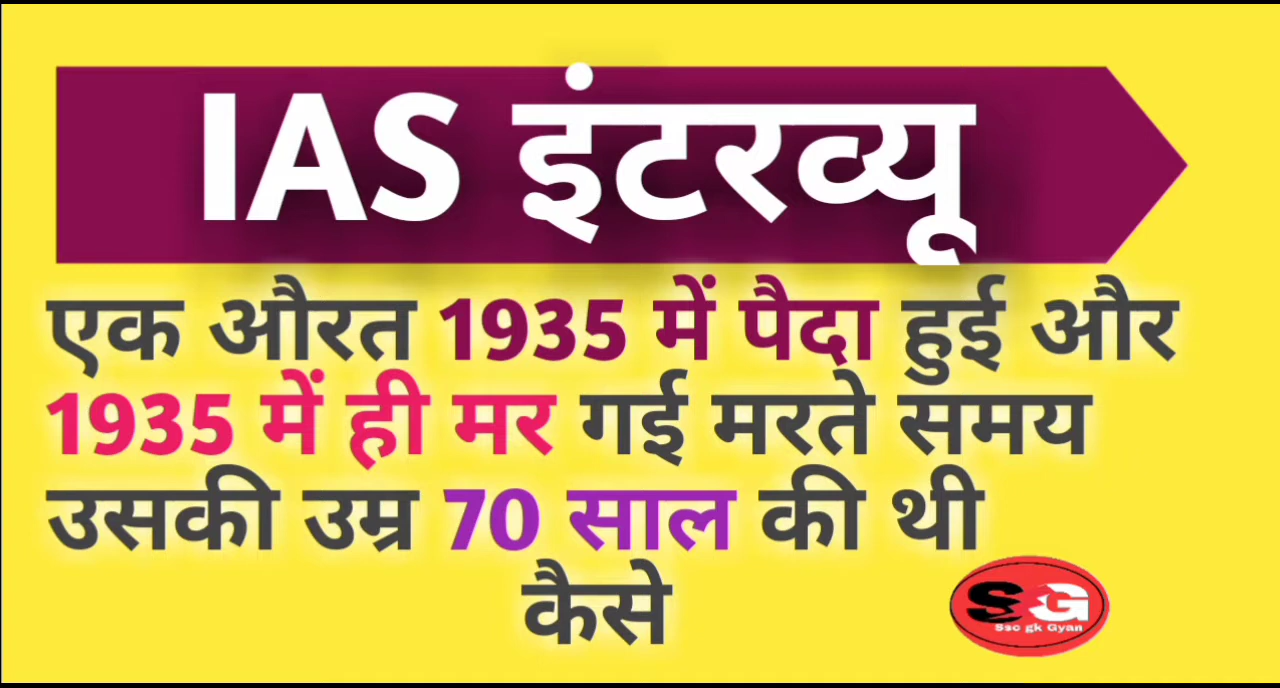 IAS इंटरव्यू
एक औरत 1935 में पैदा हुई और
1935 में ही मर गई मरते समय
उसकी उम्र 70 साल की थी
कैसे
SG
Ssc gk Gyan